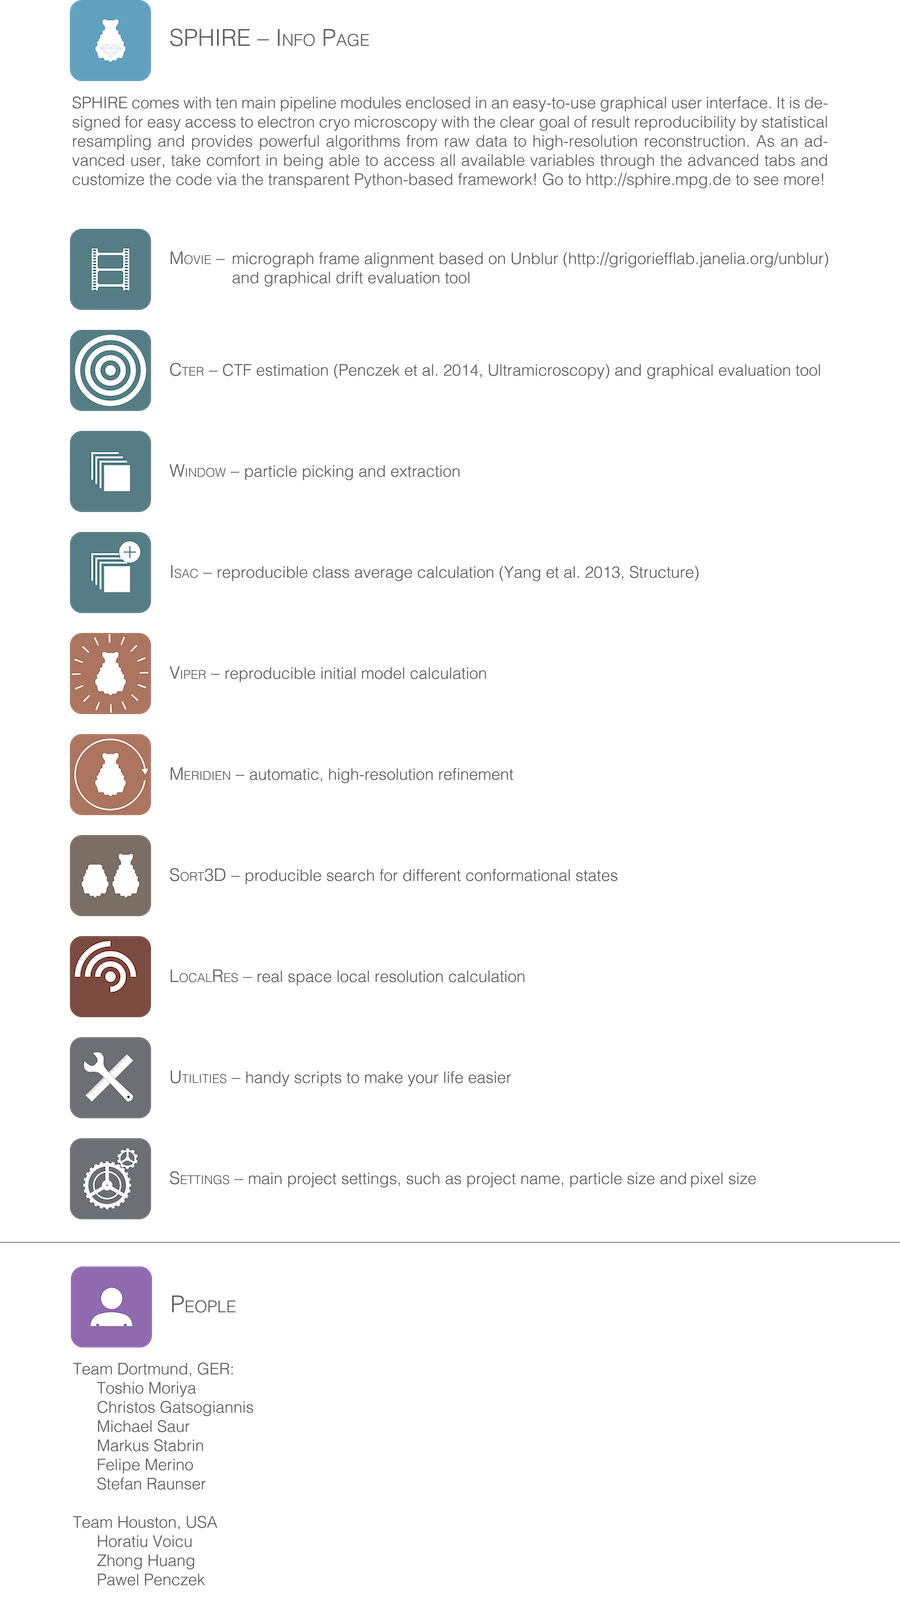 SPHIRE – Info Page
SPHIRE comes with ten main pipeline modules enclosed in an easy-to-use graphical user interface. It is de-
signed for easy access to electron cryo microscopy with the clear goal of result reproducibility by statistical
resampling and provides powerful algorithms from raw data to high-resolution reconstruction. As an ad-
vanced user, take comfort in being able to access all available variables through the advanced tabs and
customize the code via the transparent Python-based framework! Go to http://sphire.mpg.de to see more!
Movie – micrograph frame alignment based on Unblur (http://grigoriefflab.janelia.org/unblur)
and graphical drift evaluation tool
Cter – CTF estimation (Penczek et al. 2014, Ultramicroscopy) and graphical evaluation tool
Window – particle picking and extraction
Isac – reproducible class average calculation (Yang et al. 2013, Structure)
Viper – reproducible initial model calculation
Meridien – automatic, high-resolution refinement
Sort3D – producible search for different conformational states
LocalRes – real space local resolution calculation
Utilities – handy scripts to make your life easier
Settings – main project settings, such as project name, particle size and pixel size
People
Team Dortmund, GER:
Toshio Moriya
Christos Gatsogiannis
Michael Saur
Markus Stabrin
Felipe Merino
Stefan Raunser
Team Houston, USA
Horatiu Voicu
Zhong Huang
Pawel Penczek